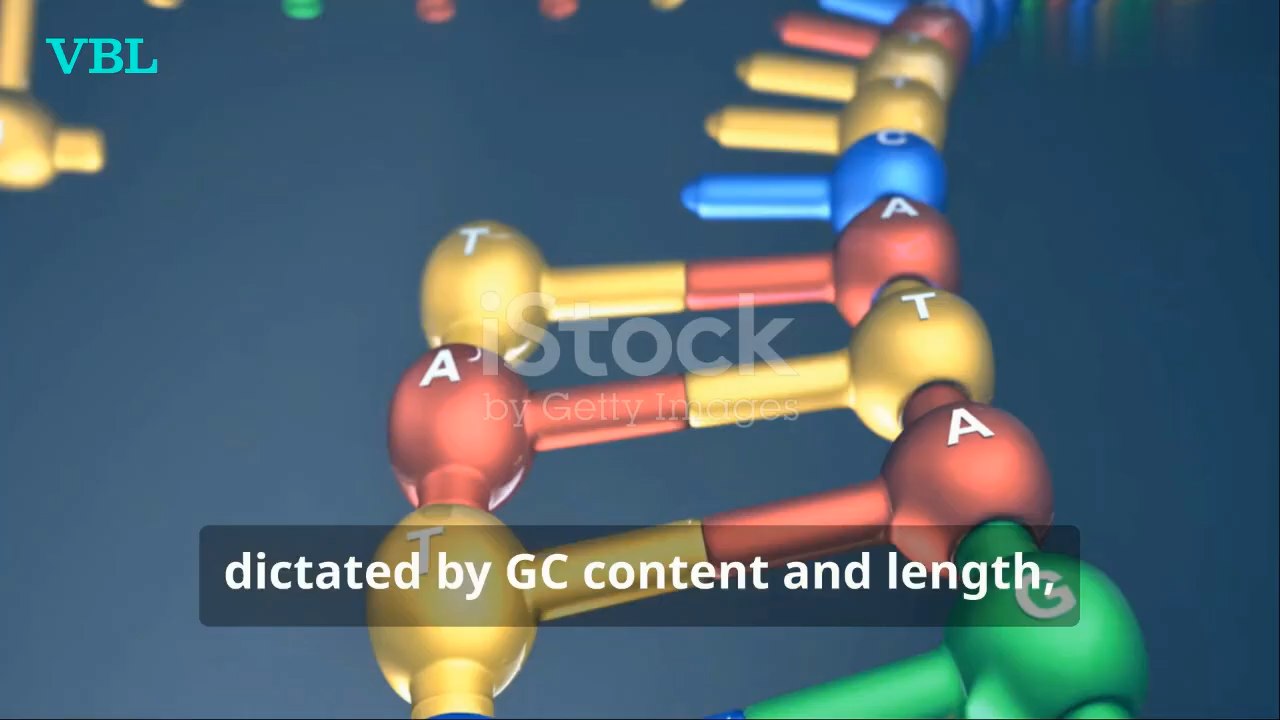 VBL
C
A
T
T
A
A
T
G
iStock
by Getty Images
dictated by GC content and length,